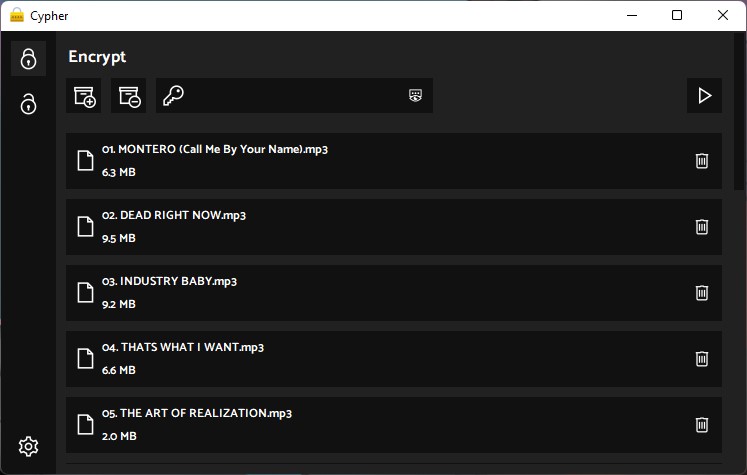 Cypher
Encrypt
01. MONTERO (Call Me By Your Name).mp3
6.3 MB
02. DEAD RIGHT NOW.mp3
9.5 MB
03. INDUSTRY BABY.mp3
9.2 MB
04. THATS WHAT I WANT.mp3
6.6 MB
05. THE ART OF REALIZATION.mp3
2.0 MB